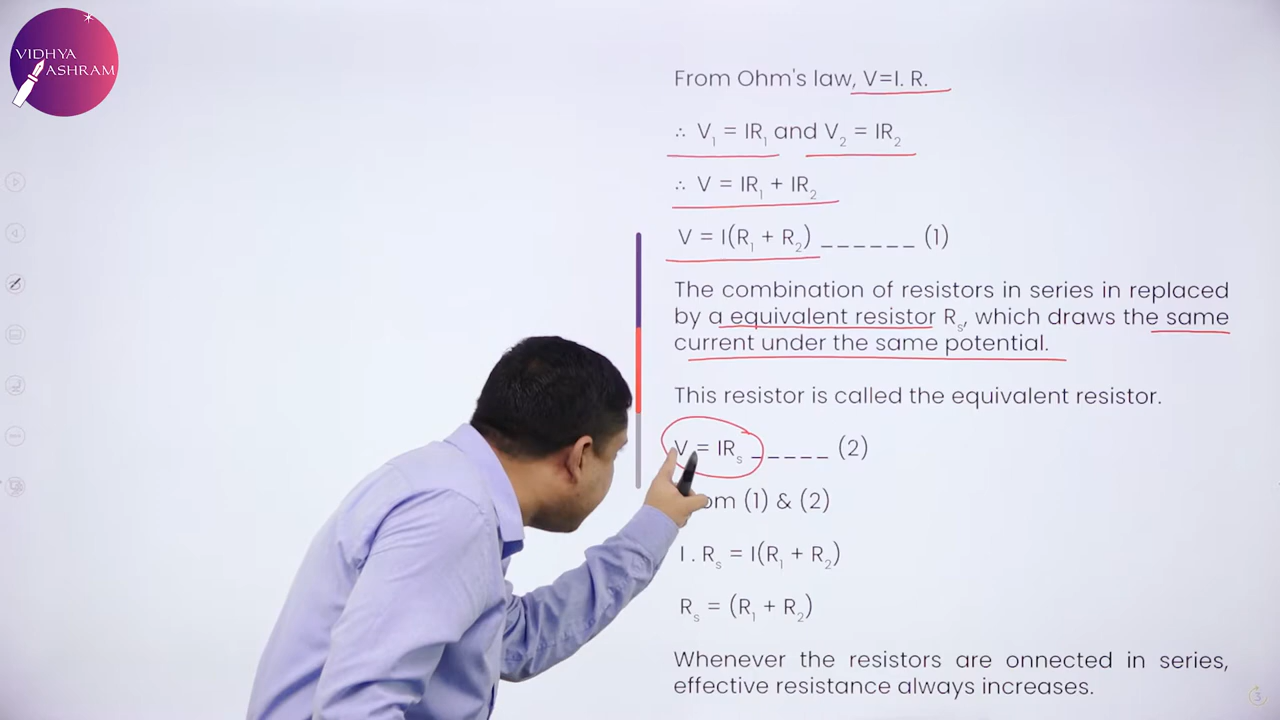 VIDHYA
ASHRAM
From Ohm's law, V=I. R.
∴ V₁ = IR₁ and V₂ = IR₂
∴ V = IR₁ + IR₂
V = I(R₁ + R₂) ______ (1)
The combination of resistors in series in replaced
by a equivalent resistor Rₛ, which draws the same
current under the same potential.
This resistor is called the equivalent resistor.
V = IRₛ _____ (2)
(1) & (2)
I . Rₛ = I(R₁ + R₂)
Rₛ = (R₁ + R₂)
Whenever the resistors are onnected in series,
effective resistance always increases.
3